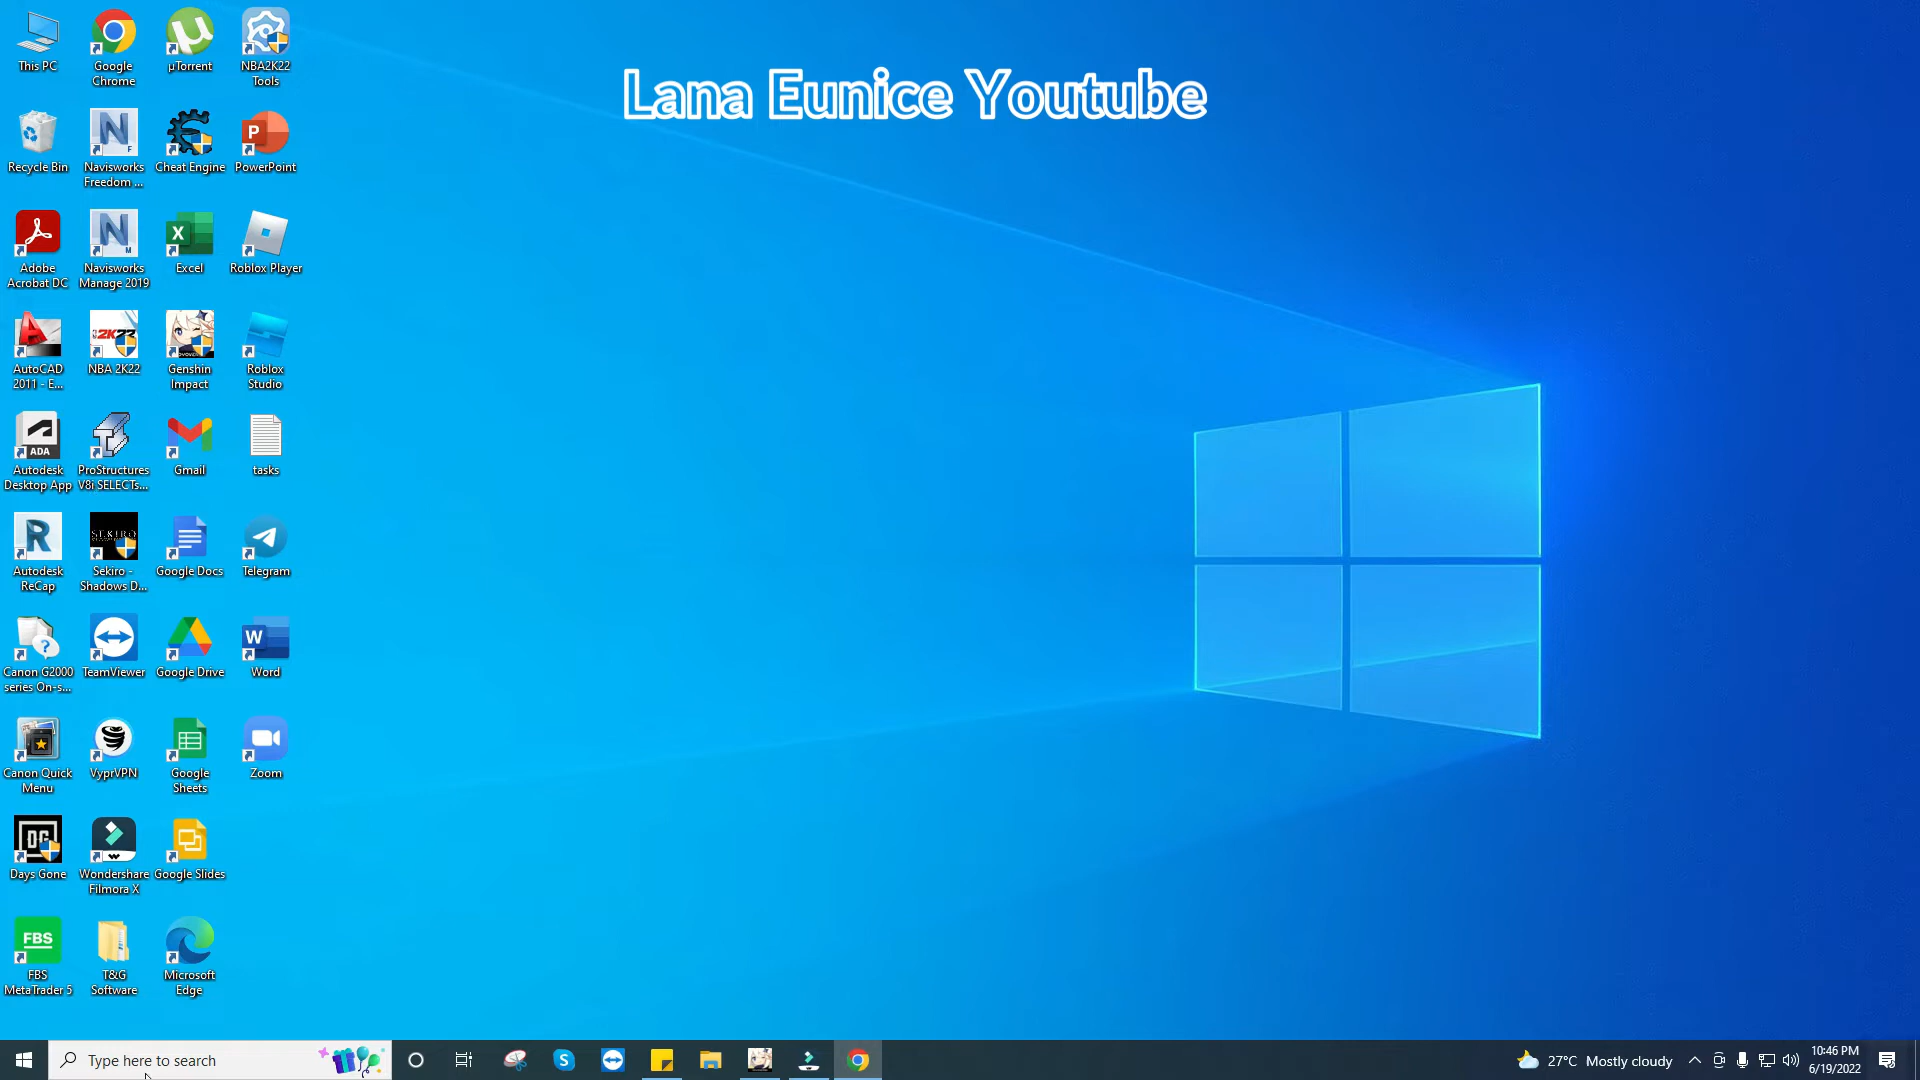 Lana Eunice Youtube
This PC
Google
Chrome
µTorrent
NBA2K22
Tools
Recycle Bin
Navisworks
Freedom ...
Cheat Engine
PowerPoint
Adobe
Acrobat DC
Navisworks
Manage 2019
Excel
Roblox Player
AutoCAD
2011 - E...
NBA 2K22
Genshin
Impact
Roblox
Studio
Autodesk
Desktop App
ProStructures
V8i SELECTs...
Gmail
tasks
Autodesk
ReCap
Sekiro -
Shadows D...
Google Docs
Telegram
Canon G2000
series On-s...
TeamViewer
Google Drive
Word
Canon Quick
Menu
VyprVPN
Google
Sheets
Zoom
Days Gone
Wondershare
Filmora X
Google Slides
FBS
FBS
MetaTrader 5
T&G
Software
Microsoft
Edge
Type here to search
27°C Mostly cloudy
10:46 PM
6/19/2022